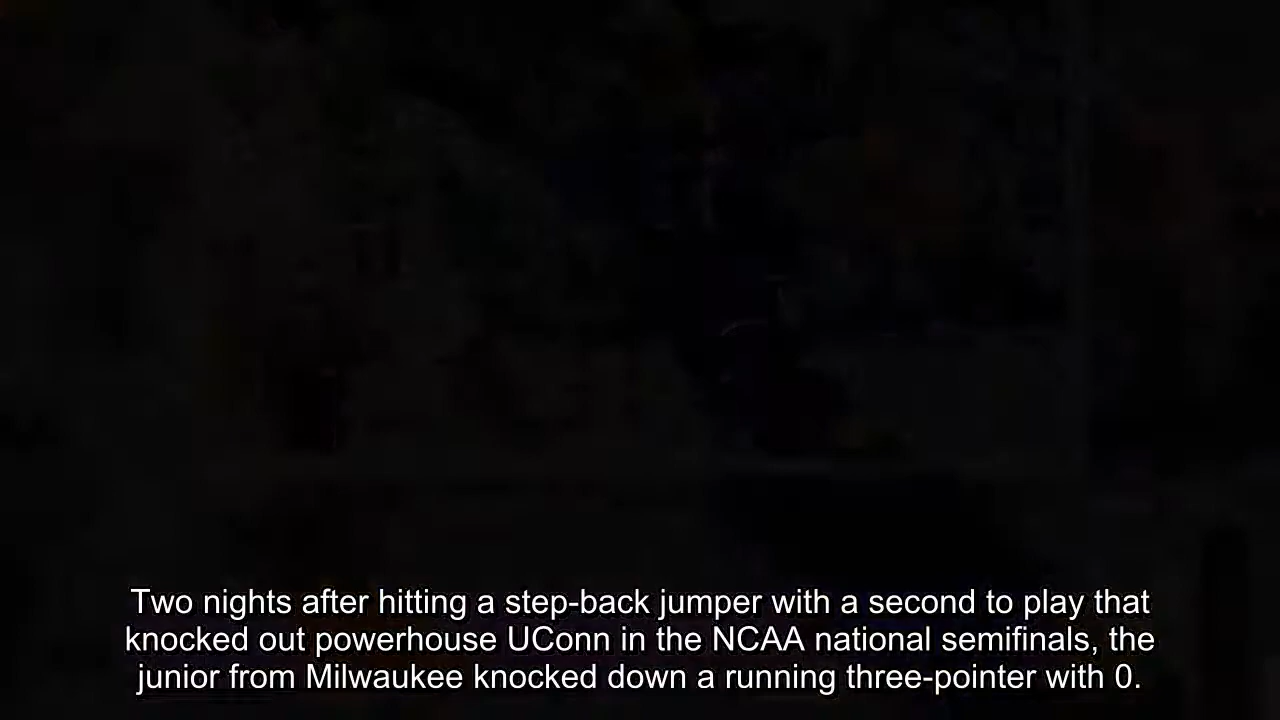 Two nights after hitting a step-back jumper with a second to play that
knocked out powerhouse UConn in the NCAA national semifinals, the
junior from Milwaukee knocked down a running three-pointer with 0.